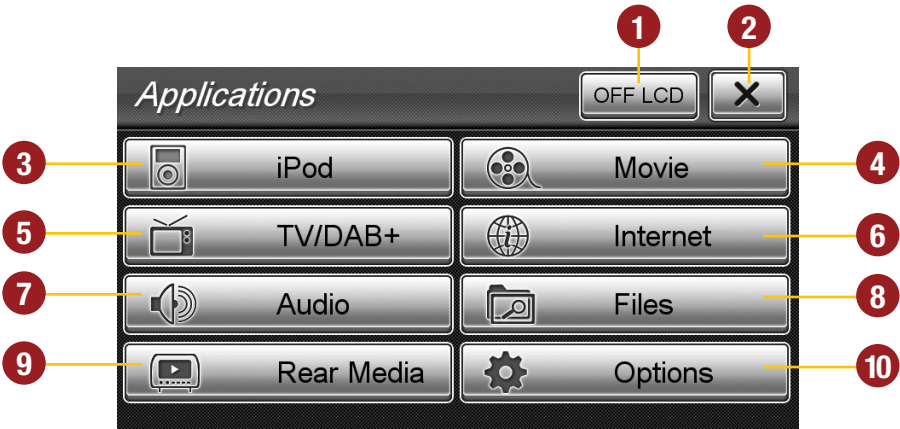 1 2
Applications OFF LCD
3 iPod Movie 4
5 TV/DAB+ Internet 6
7 Audio Files 8
9 Rear Media Options 10